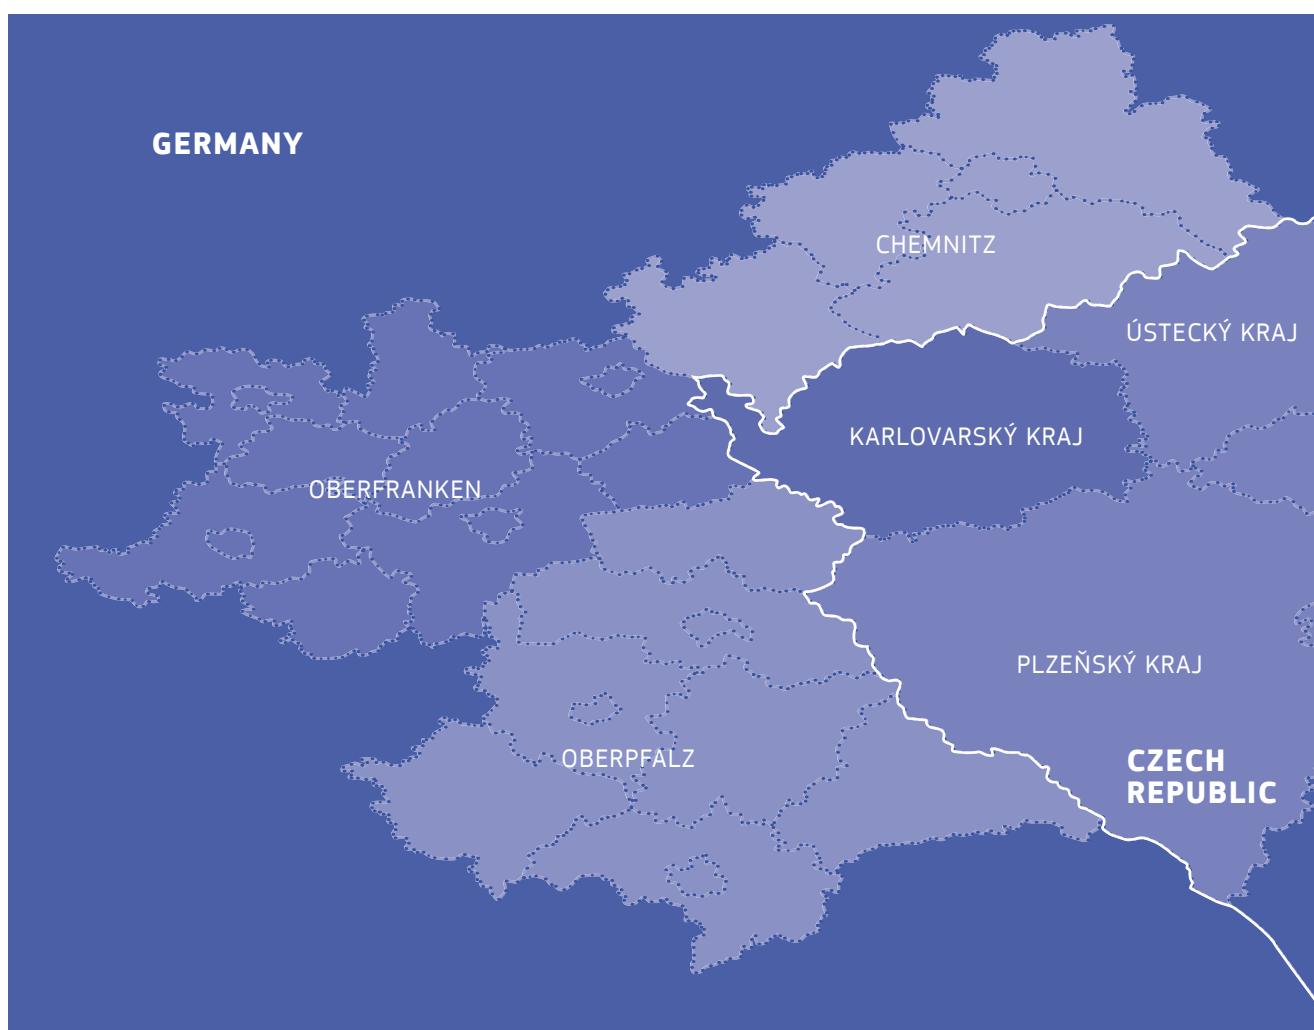 GERMANY
CHEMNITZ
ÚSTECKÝ KRAJ
KARLOVARSKÝ KRAJ
OBERFRANKEN
PLZEŇSKÝ KRAJ
OBERPFALZ
CZECH
REPUBLIC